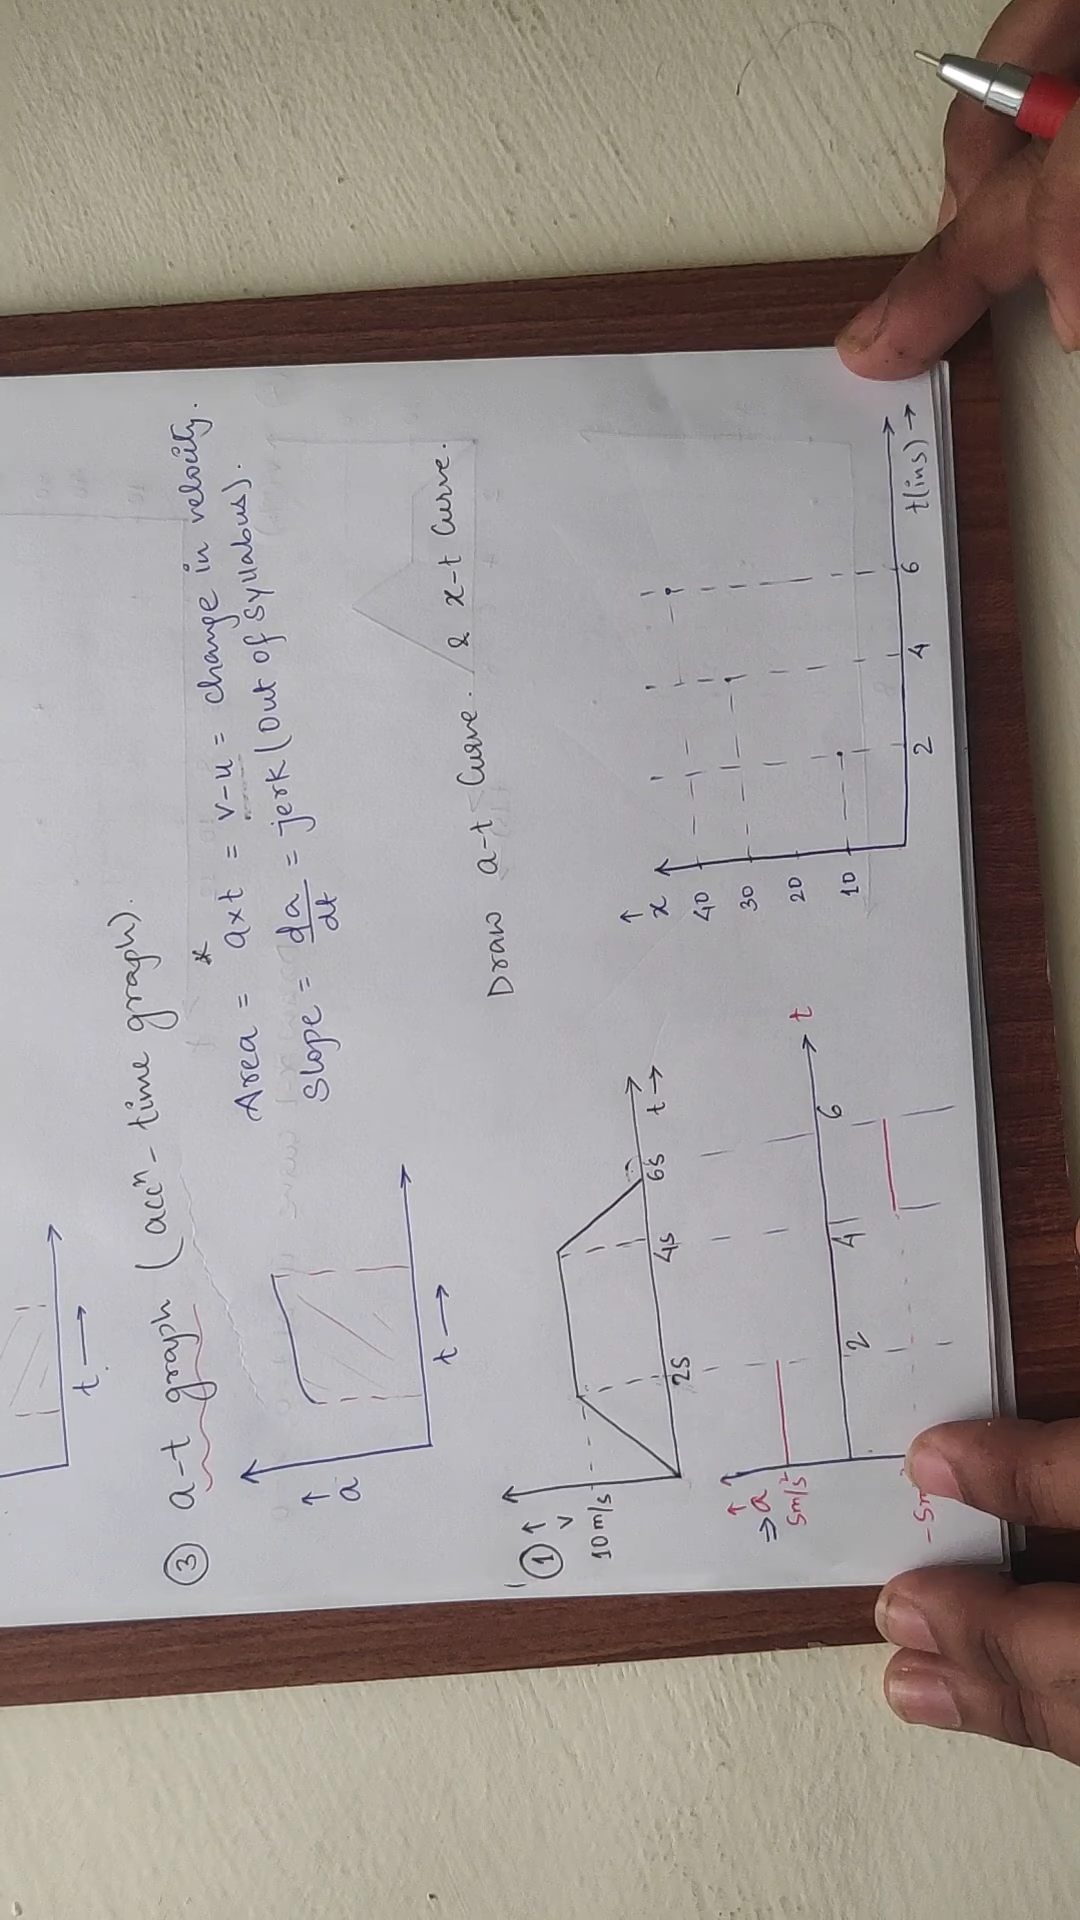 t →
③ a-t graph (accⁿ - time graph).
*
Area = axt = v-u = change in velocity.
Slope = da/dt = jerk (out of syllabus).
↑
a
t →
Draw a-t Curve. & x-t Curve.
① ↑
v
10 m/s
2s 4s 6s t →
↑
⇒ a
5m/s²
2 4 6 t
↑
x
40
30
20
10
2 4 6 t(in s) →